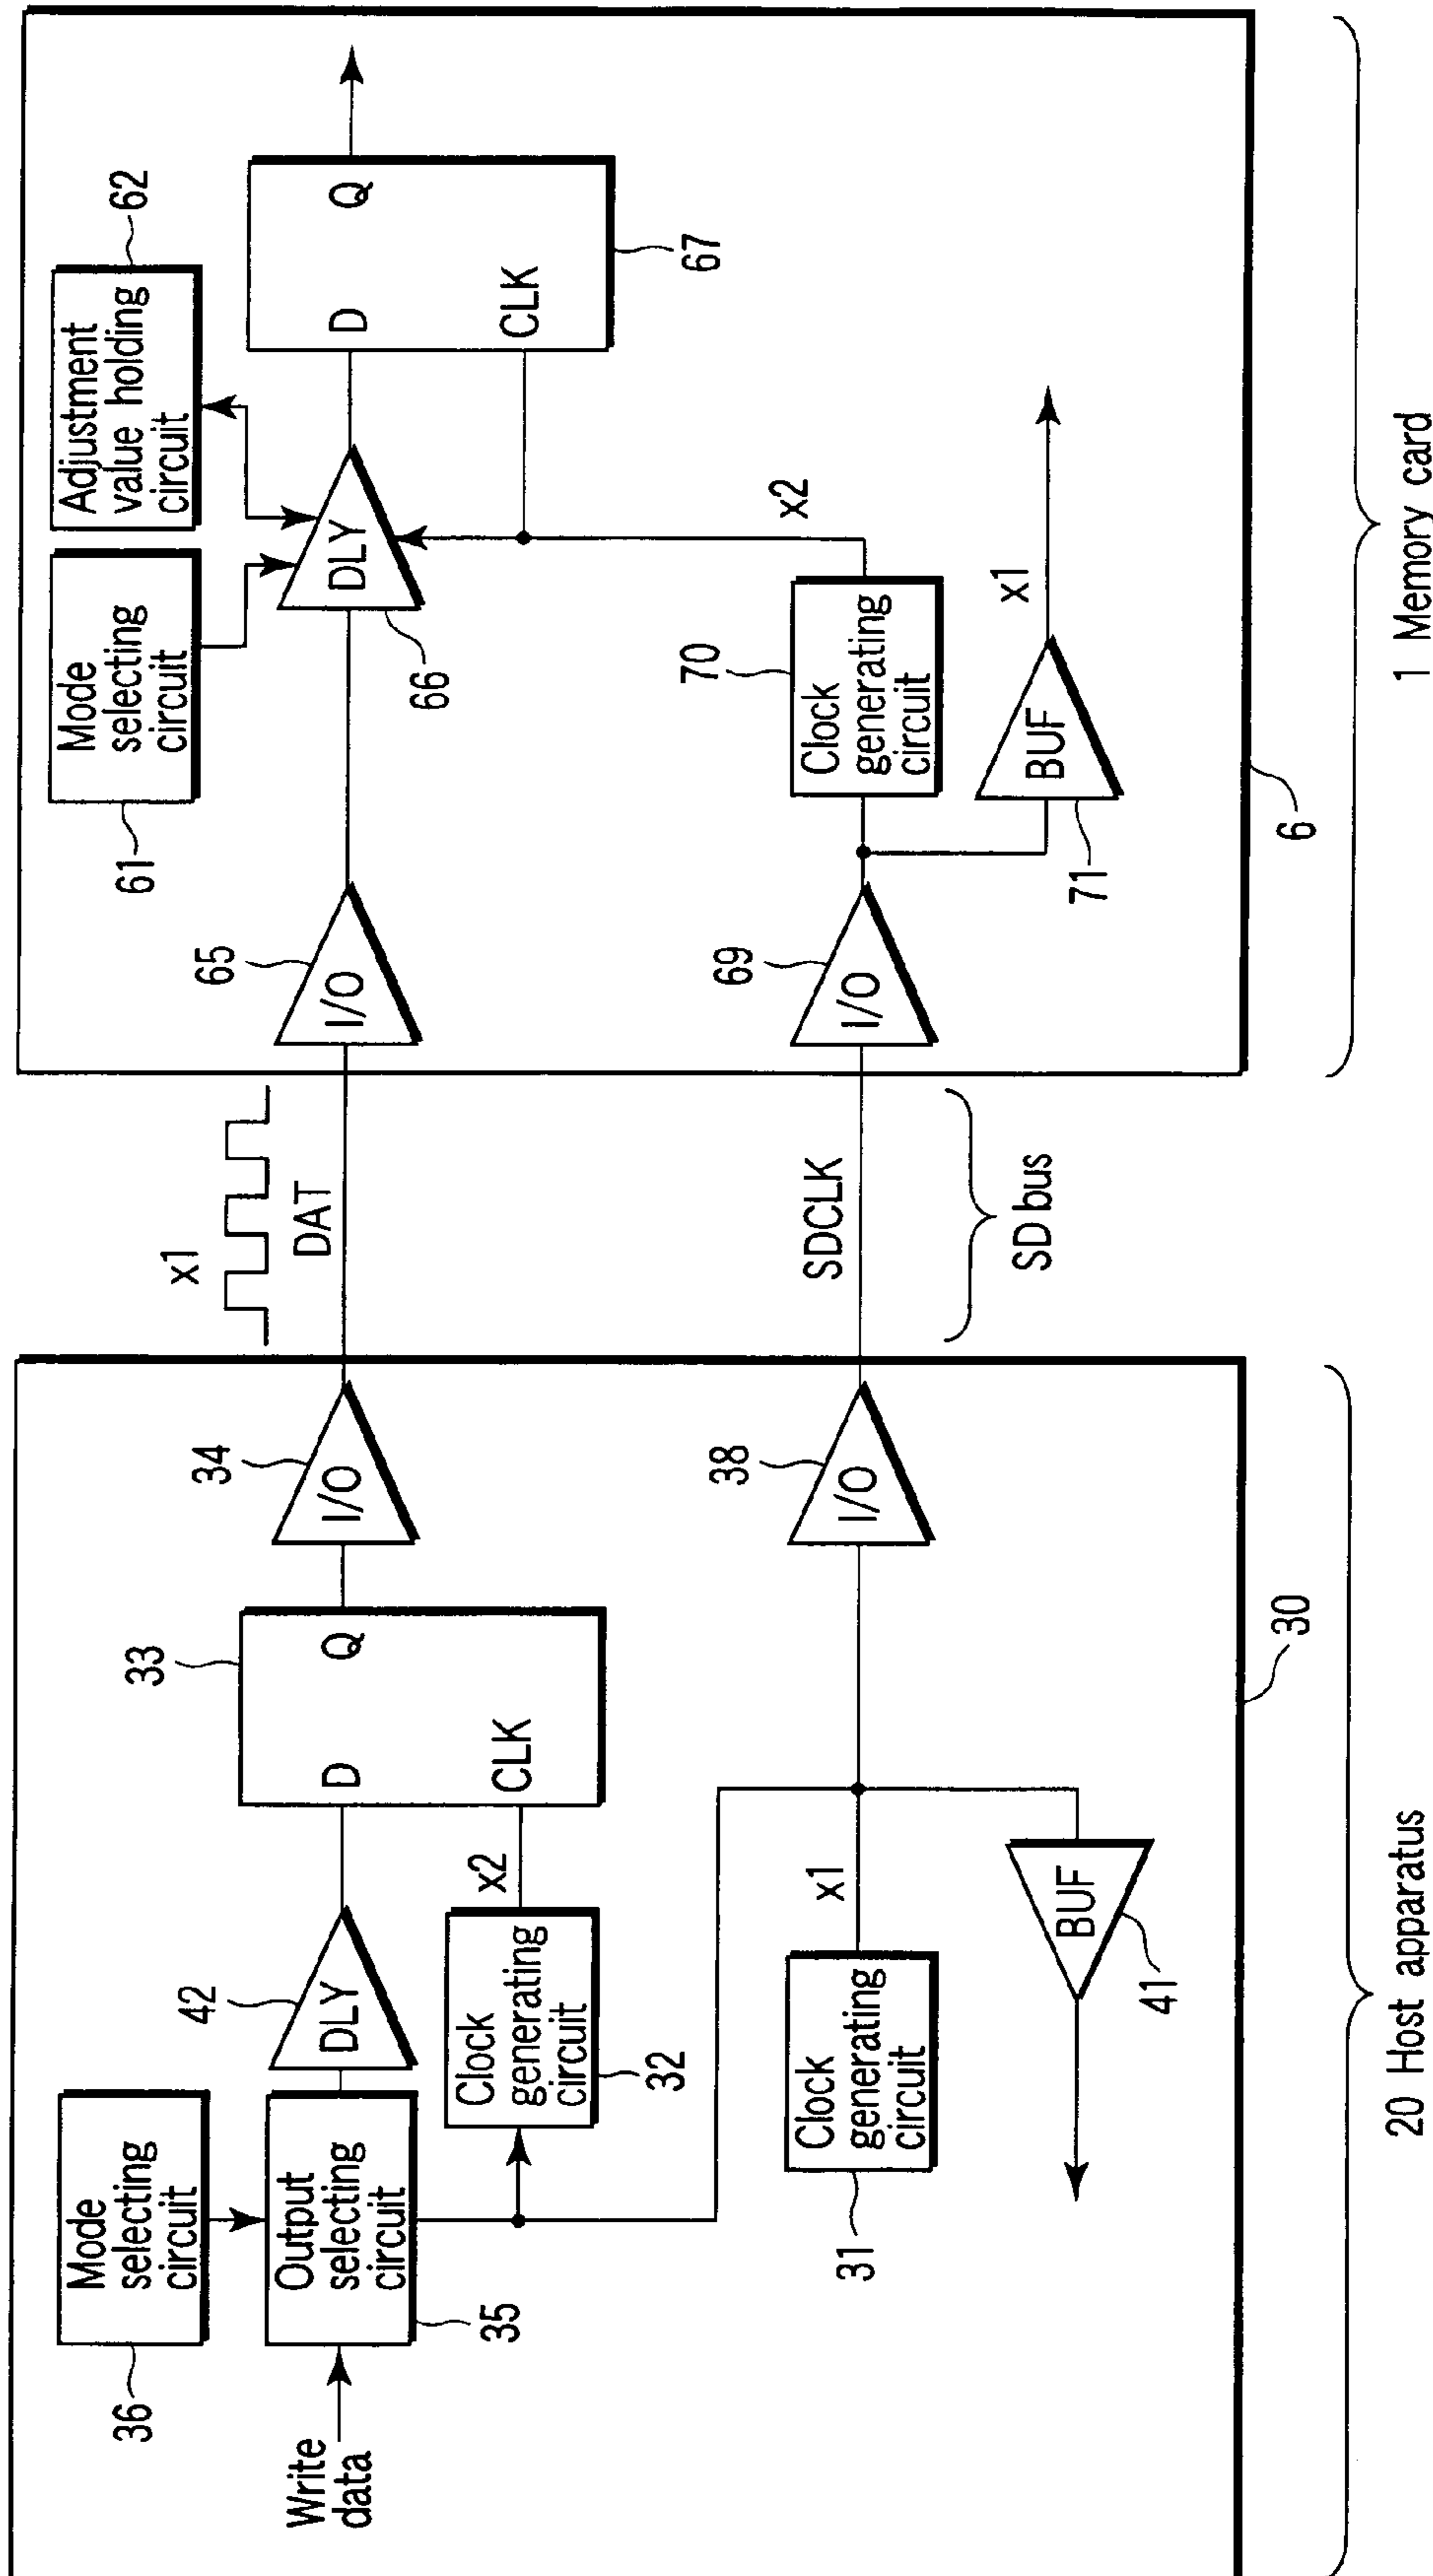 36
Mode
selecting
circuit
Write
data
Output
selecting
circuit
35
42
DLY
Clock
generating
circuit
32
x2
33
D
Q
CLK
34
I/O
Clock
generating
circuit
31
x1
38
I/O
BUF
41
30
20 Host apparatus
x1
DAT
SDCLK
SD bus
61
Mode
selecting
circuit
Adjustment
value holding
circuit
62
65
I/O
DLY
66
D
Q
CLK
67
69
I/O
70
Clock
generating
circuit
x2
BUF
71
x1
6
1 Memory card